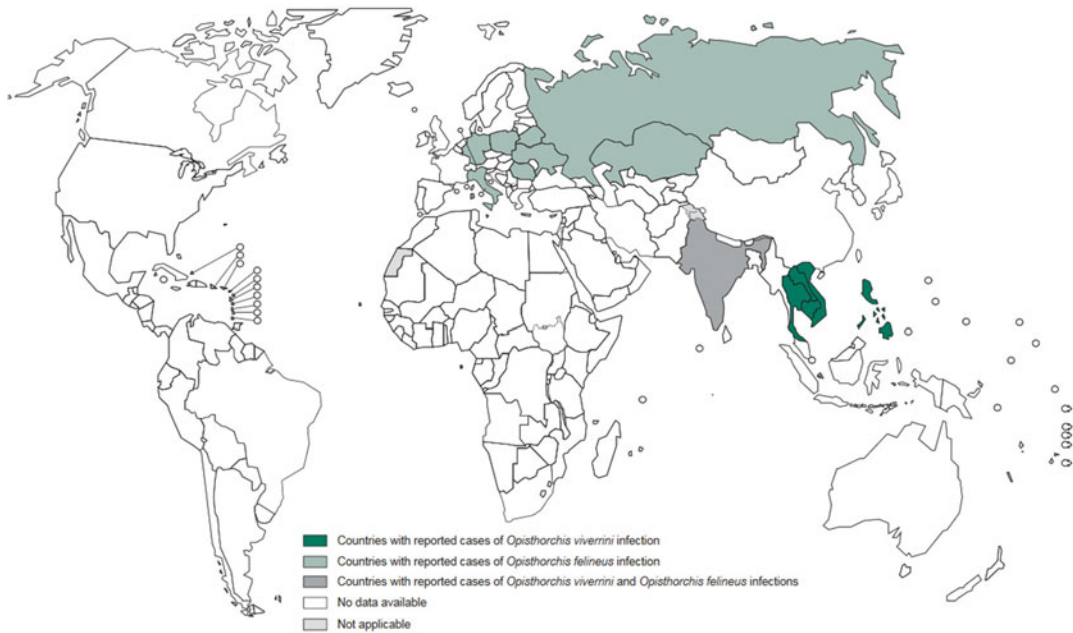 Countries with reported cases of Opisthorchis viverrini infection
Countries with reported cases of Opisthorchis felineus infection
Countries with reported cases of Opisthorchis viverrini and Opisthorchis felineus infections
No data available
Not applicable